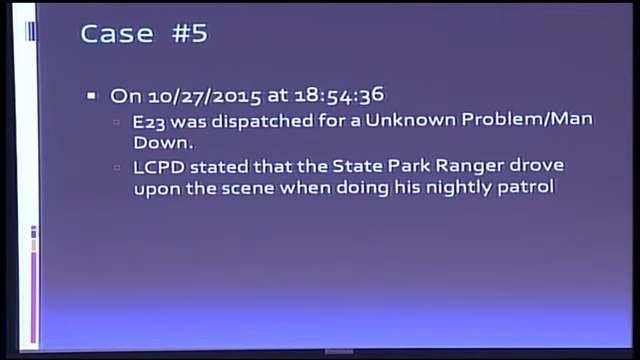 Case #5
On 10/27/2015 at 18:54:36
E23 was dispatched for a Unknown Problem/Man
Down.
LCPD stated that the State Park Ranger drove
upon the scene when doing his nightly patrol